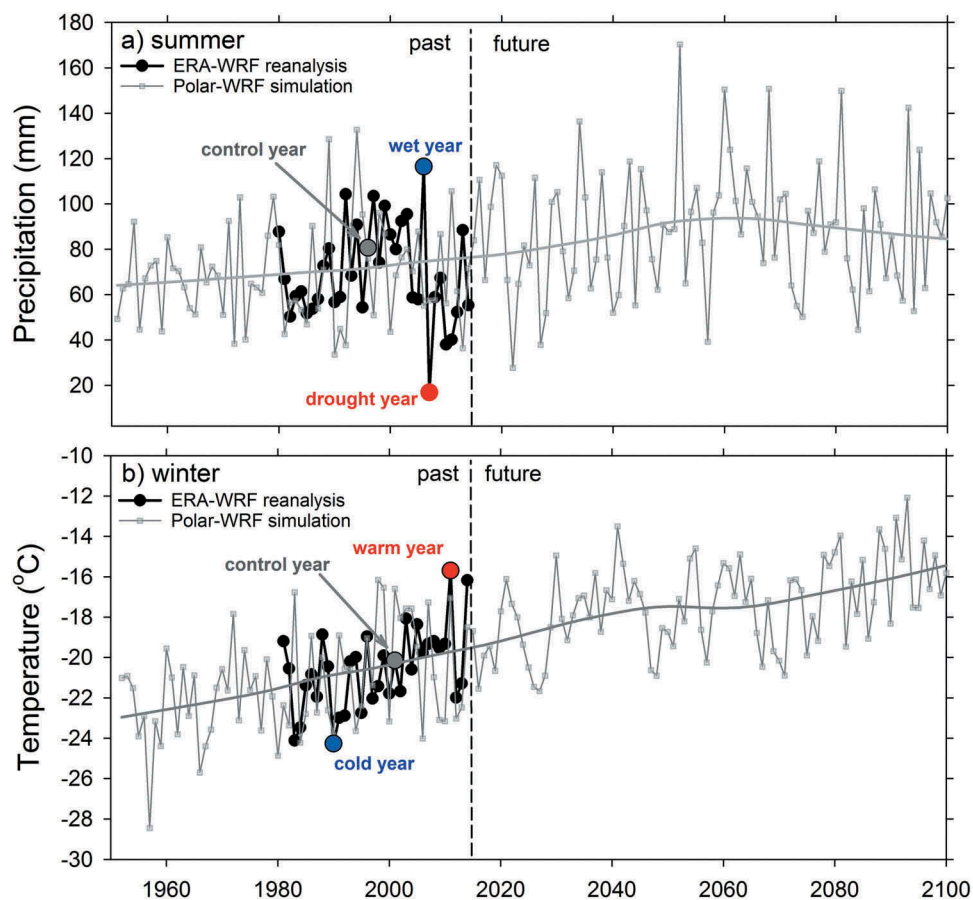 180
160
140
120
100
80
60
40
20
Precipitation (mm)
a) summer
past
future
ERA-WRF reanalysis
Polar-WRF simulation
control year
wet year
drought year
-10
-12
-14
-16
-18
-20
-22
-24
-26
-28
-30
Temperature (°C)
b) winter
past
future
ERA-WRF reanalysis
Polar-WRF simulation
warm year
control year
cold year
1960 1980 2000 2020 2040 2060 2080 2100